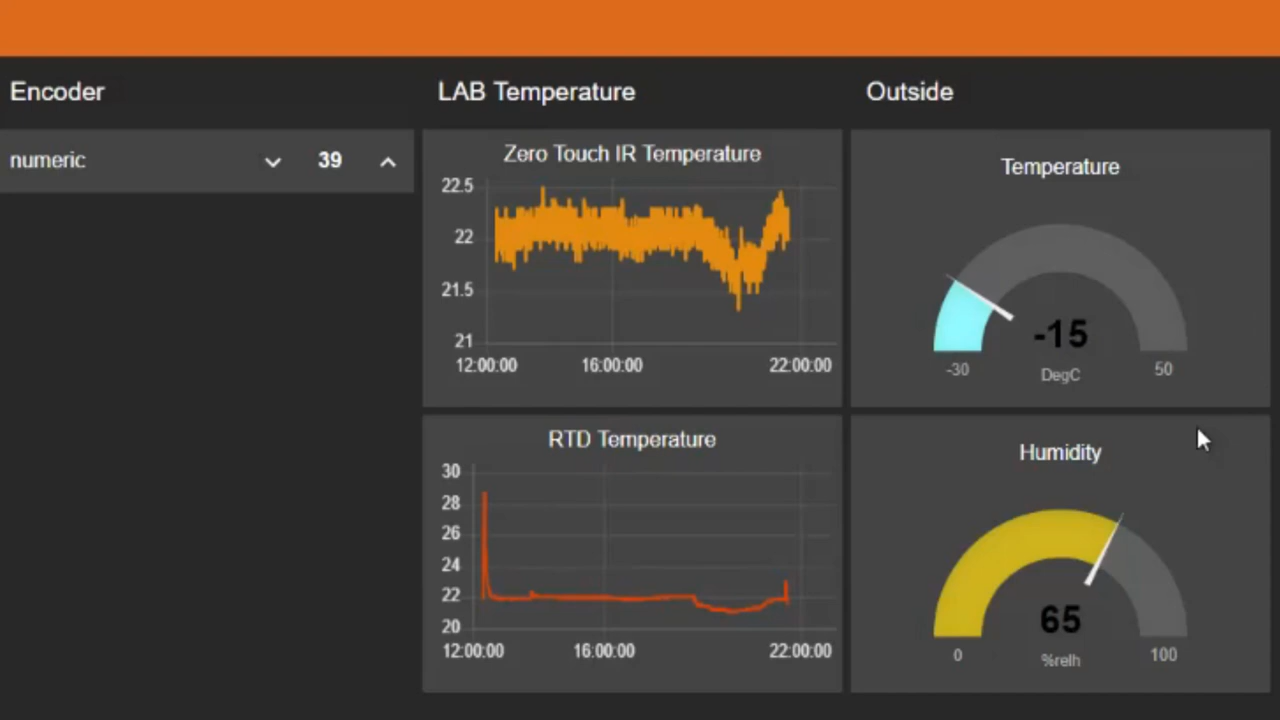 Encoder
numeric
39
LAB Temperature
Zero Touch IR Temperature
22.5
22
21.5
21
12:00:00 16:00:00 22:00:00
RTD Temperature
30
28
26
24
22
20
12:00:00 16:00:00 22:00:00
Outside
Temperature
-15
-30 DegC 50
Humidity
65
0 %relh 100